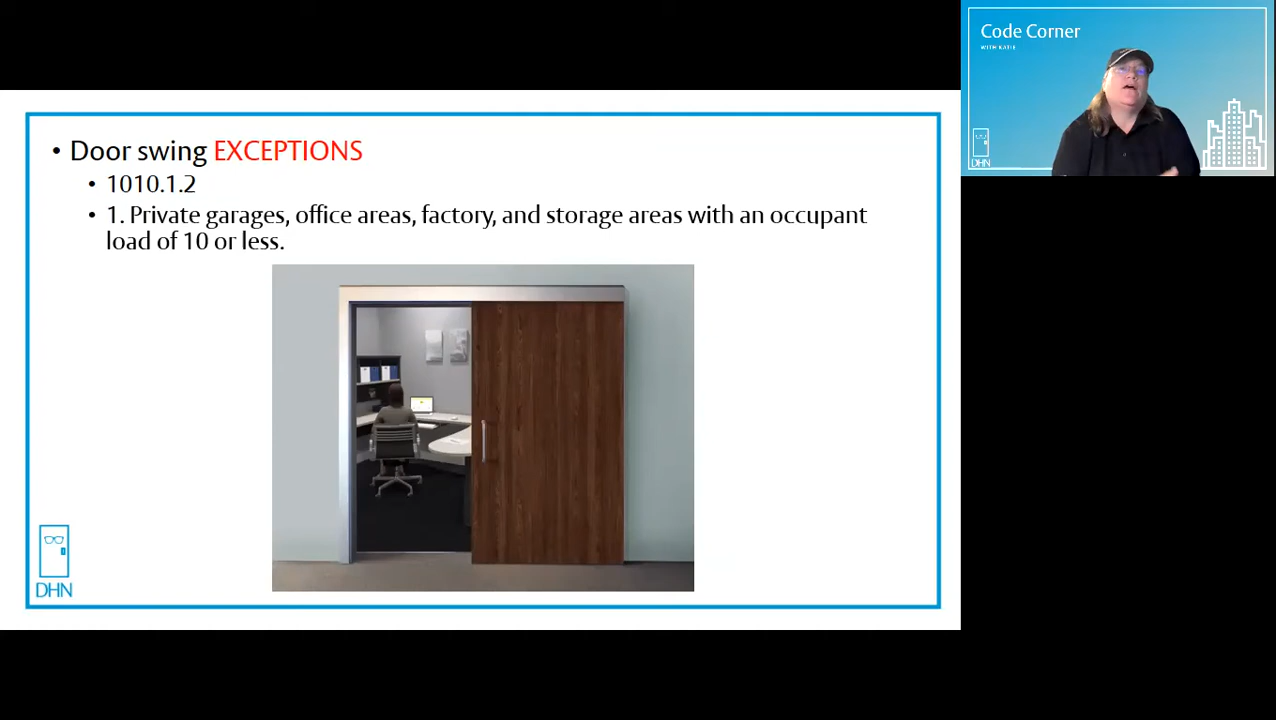 Code Corner
WITH KATIE
DHN
• Door swing EXCEPTIONS
• 1010.1.2
• 1. Private garages, office areas, factory, and storage areas with an occupant
load of 10 or less.
DHN